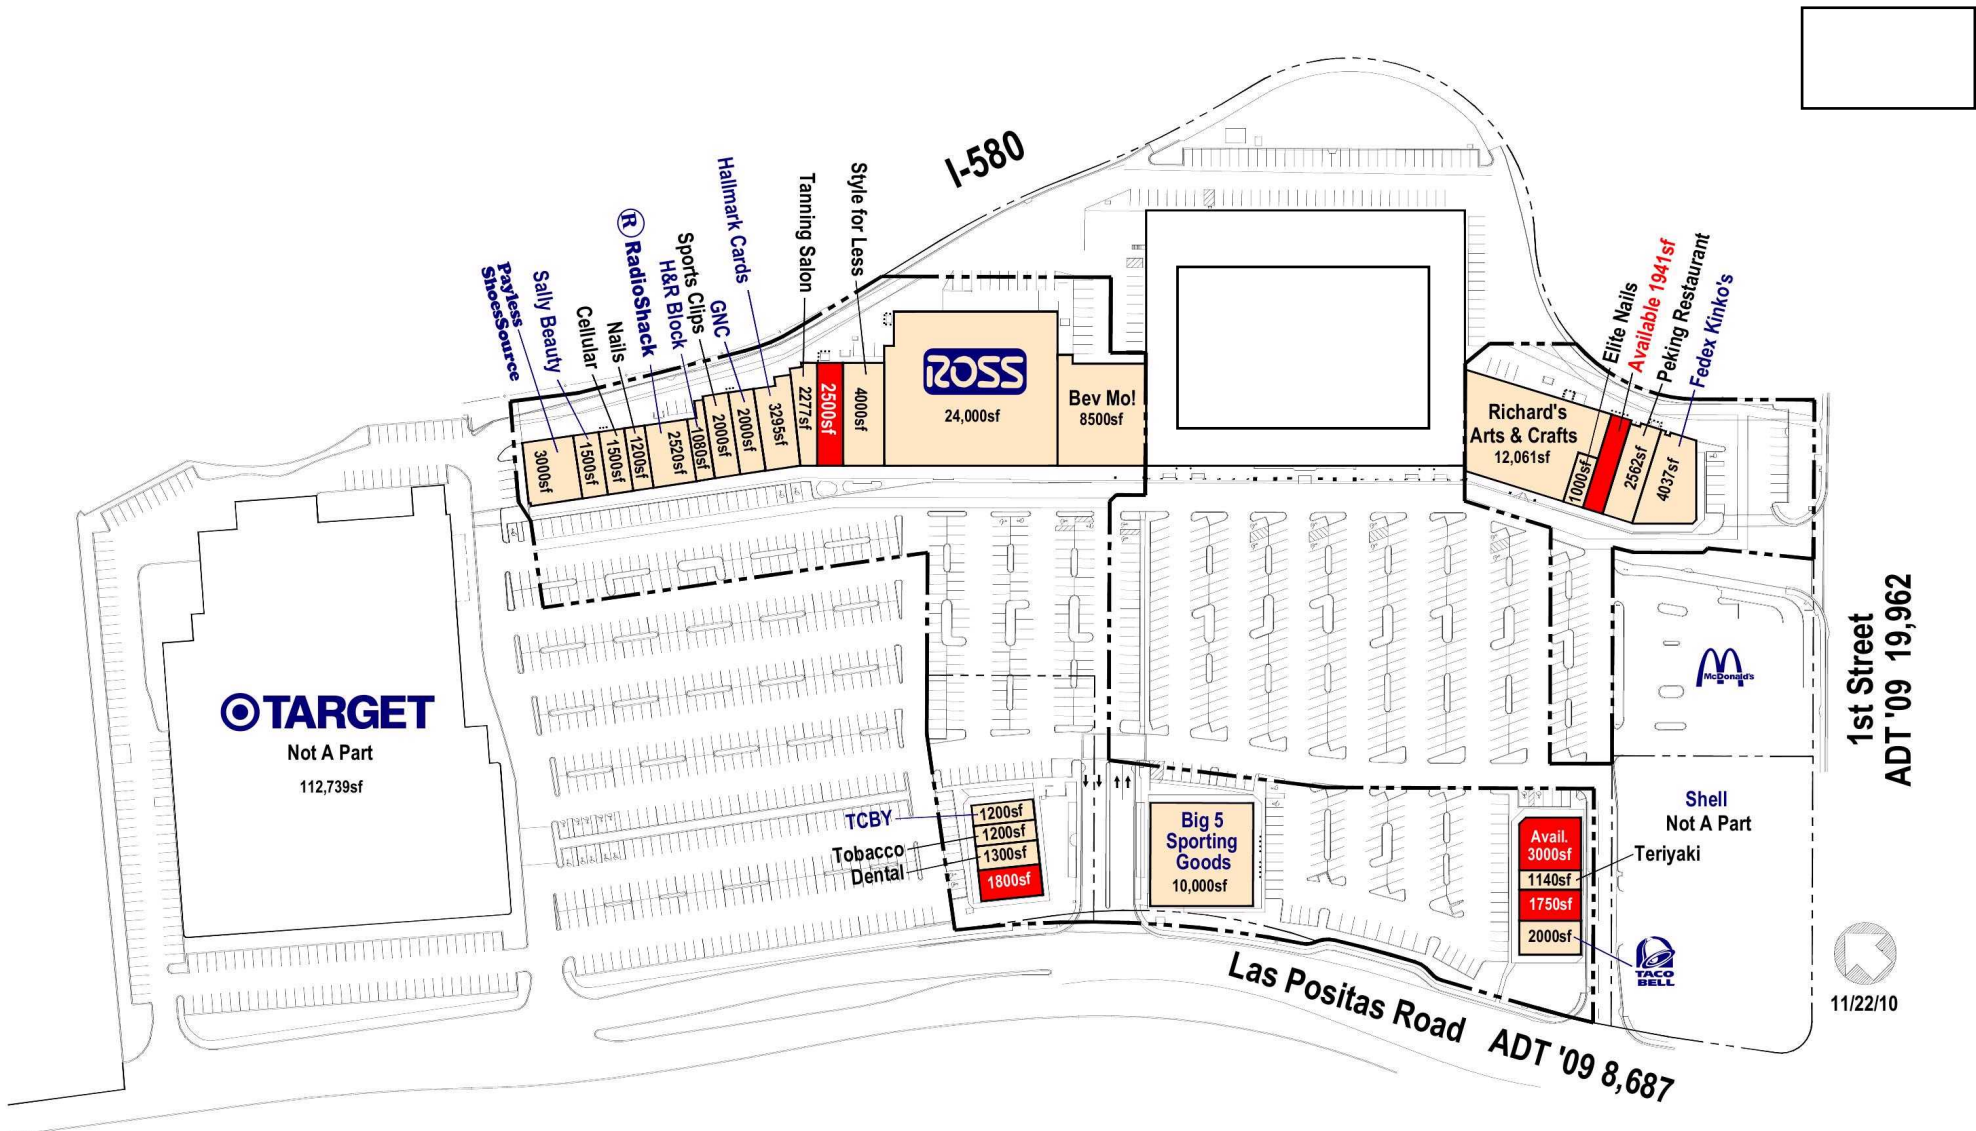 I-580
Payless
ShoesSource
Sally Beauty
Cellular
Nails
R RadioShack
H&R Block
Sports Clips
GNC
Hallmark Cards
Tanning Salon
Style for Less
3000sf
1500sf
1500sf
1200sf
2520sf
1080sf
2000sf
2000sf
3295sf
2277sf
2500sf
4000sf
ROSS
24,000sf
Bev Mo!
8500sf
Richard's
Arts & Crafts
12,061sf
Elite Nails
Available 1941sf
Peking Restaurant
Fedex Kinko's
1000sf
2562sf
4037sf
TARGET
Not A Part
112,739sf
McDonald's
1st Street
ADT '09 19,962
TCBY
1200sf
Tobacco
1200sf
Dental
1300sf
1800sf
Big 5
Sporting
Goods
10,000sf
Avail.
3000sf
Teriyaki
1140sf
1750sf
2000sf
TACO
BELL
Shell
Not A Part
Las Positas Road ADT '09 8,687
11/22/10